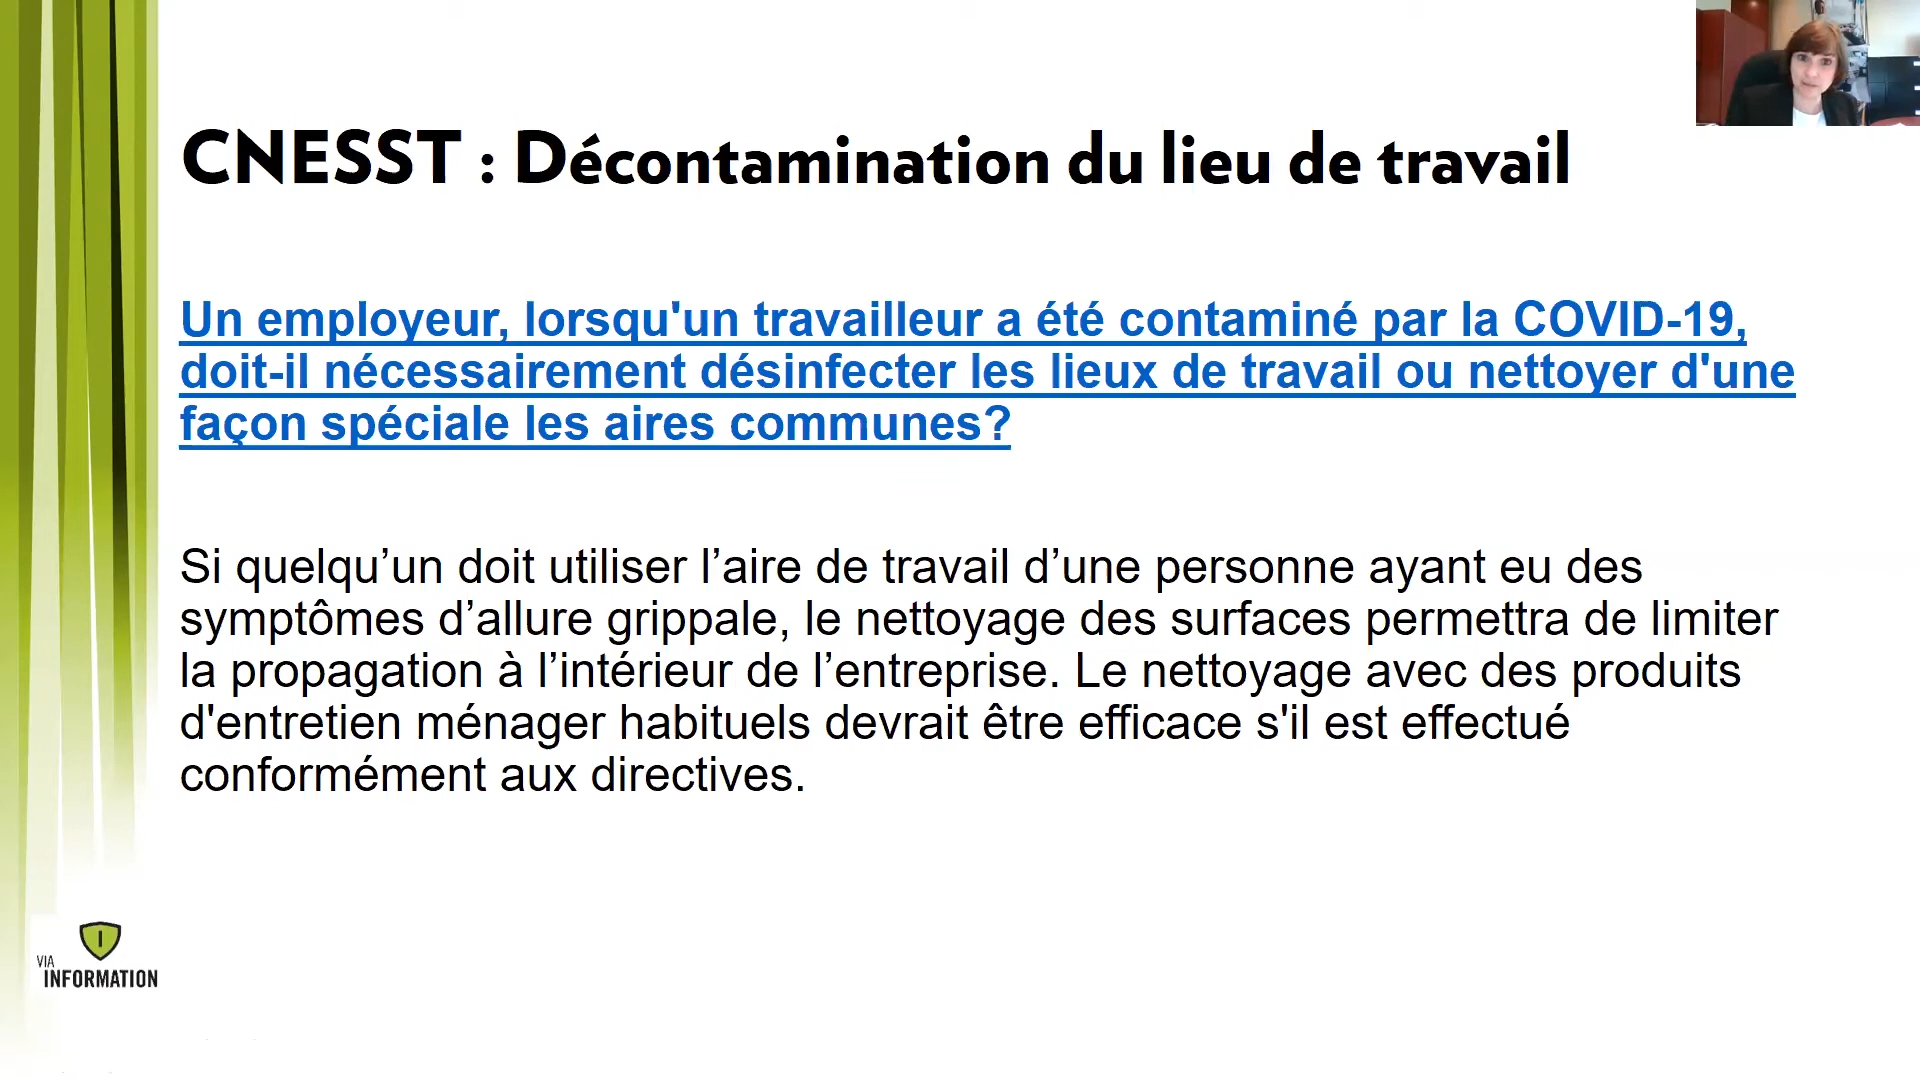 CNESST : Décontamination du lieu de travail
Un employeur, lorsqu'un travailleur a été contaminé par la COVID-19,
doit-il nécessairement désinfecter les lieux de travail ou nettoyer d'une
façon spéciale les aires communes?
Si quelqu’un doit utiliser l’aire de travail d’une personne ayant eu des
symptômes d’allure grippale, le nettoyage des surfaces permettra de limiter
la propagation à l’intérieur de l’entreprise. Le nettoyage avec des produits
d'entretien ménager habituels devrait être efficace s'il est effectué
conformément aux directives.
I
VIA
INFORMATION